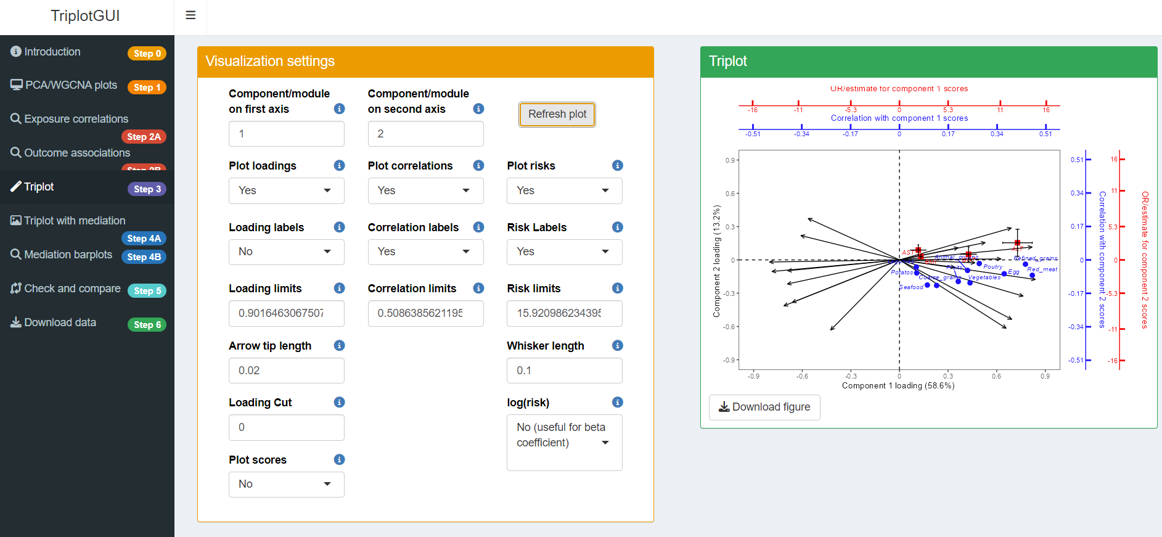 TriplotGUI
Introduction
Step 0
PCA/WGCNA plots
Step 1
Exposure correlations
Step 2A
Outcome associations
Step 2B
Triplot
Step 3
Triplot with mediation
Step 4A
Mediation barplots
Step 4B
Check and compare
Step 5
Download data
Step 6
Visualization settings
Component/module
on first axis
1
Component/module
on second axis
2
Refresh plot
Plot loadings
Yes
Plot correlations
Yes
Plot risks
Yes
Loading labels
No
Correlation labels
Yes
Risk Labels
Yes
Loading limits
0.9016463067507
Correlation limits
0.5086385621195
Risk limits
15.920986234395
Arrow tip length
0.02
Whisker length
0.1
Loading Cut
0
log(risk)
No (useful for beta
coefficient)
Plot scores
No
Triplot
OR/estimate for component 1 scores
-16 -11 -5.3 0 5.3 11 16
Correlation with component 1 scores
-0.51 -0.34 -0.17 0 0.17 0.34 0.51
0.9
0.6
0.3
0
-0.3
-0.6
-0.9
Component 2 loading (13.2%)
Refined_grains
Poultry
Egg
Red_meat
Vegetables
Seafood
-0.9 -0.6 -0.3 0 0.3 0.6 0.9
Component 1 loading (58.6%)
0.51
0.34
0.17
0
-0.17
-0.34
-0.51
Correlation with component 2 scores
16
11
5.3
0
-5.3
-11
-16
OR/estimate for component 2 scores
Download figure